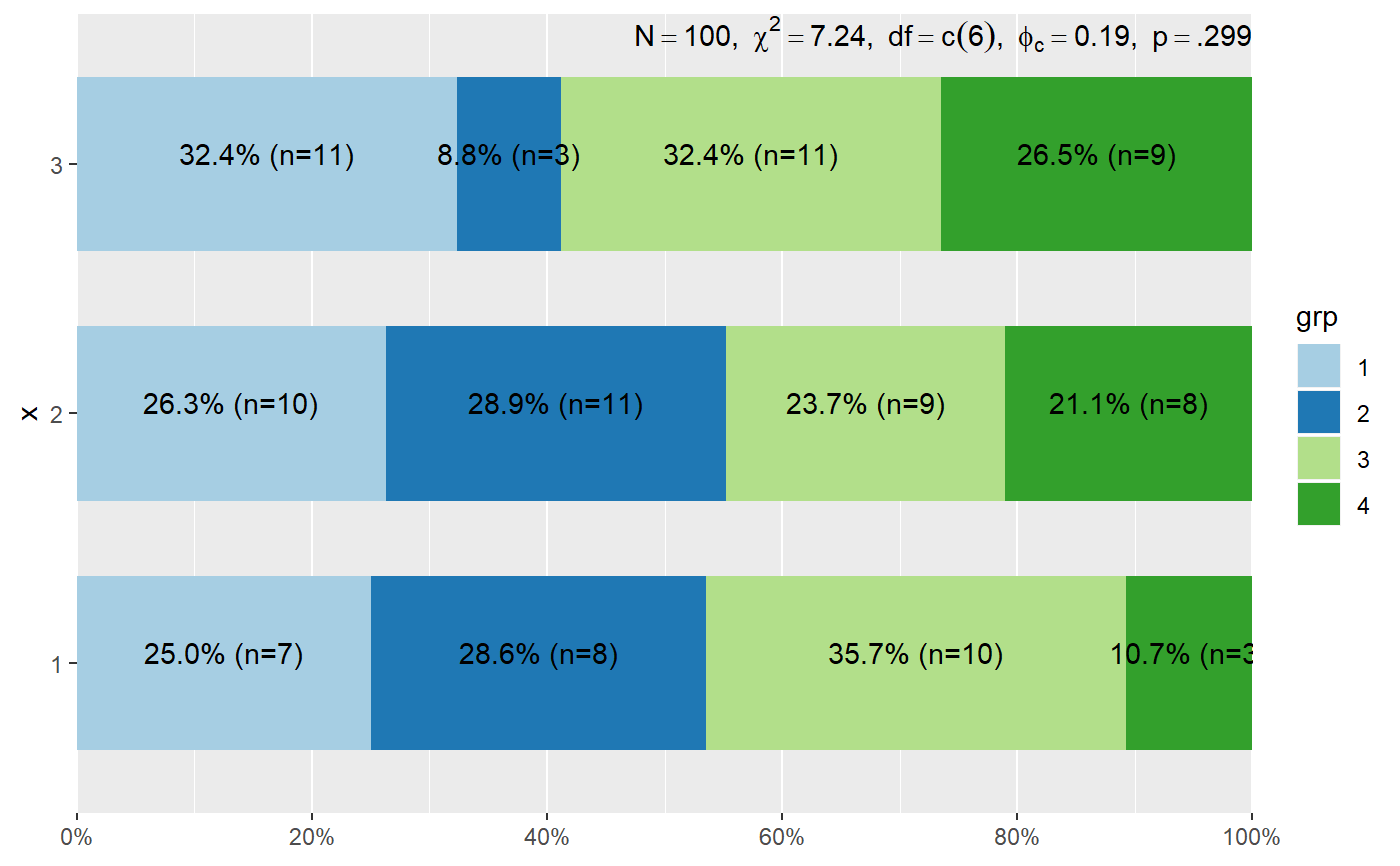 N = 100, χ² = 7.24, df = c(6), ϕc = 0.19, p = .299
3
32.4% (n=11) 8.8% (n=3) 32.4% (n=11) 26.5% (n=9)
x
2
26.3% (n=10) 28.9% (n=11) 23.7% (n=9) 21.1% (n=8)
1
25.0% (n=7) 28.6% (n=8) 35.7% (n=10) 10.7% (n=3
0% 20% 40% 60% 80% 100%
grp
1
2
3
4